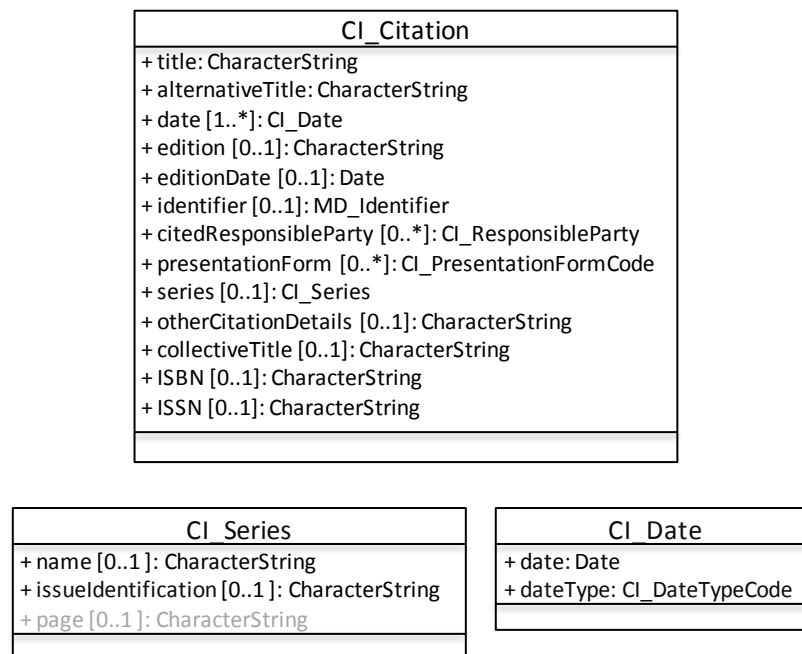 CI_Citation
+ title: CharacterString
+ alternativeTitle: CharacterString
+ date [1..*]: CI_Date
+ edition [0..1]: CharacterString
+ editionDate [0..1]: Date
+ identifier [0..1]: MD_Identifier
+ citedResponsibleParty [0..*]: CI_ResponsibleParty
+ presentationForm [0..*]: CI_PresentationFormCode
+ series [0..1]: CI_Series
+ otherCitationDetails [0..1]: CharacterString
+ collectiveTitle [0..1]: CharacterString
+ ISBN [0..1]: CharacterString
+ ISSN [0..1]: CharacterString
CI_Series
+ name [0..1]: CharacterString
+ issueIdentification [0..1]: CharacterString
+ page [0..1]: CharacterString
CI_Date
+ date: Date
+ dateType: CI_DateTypeCode